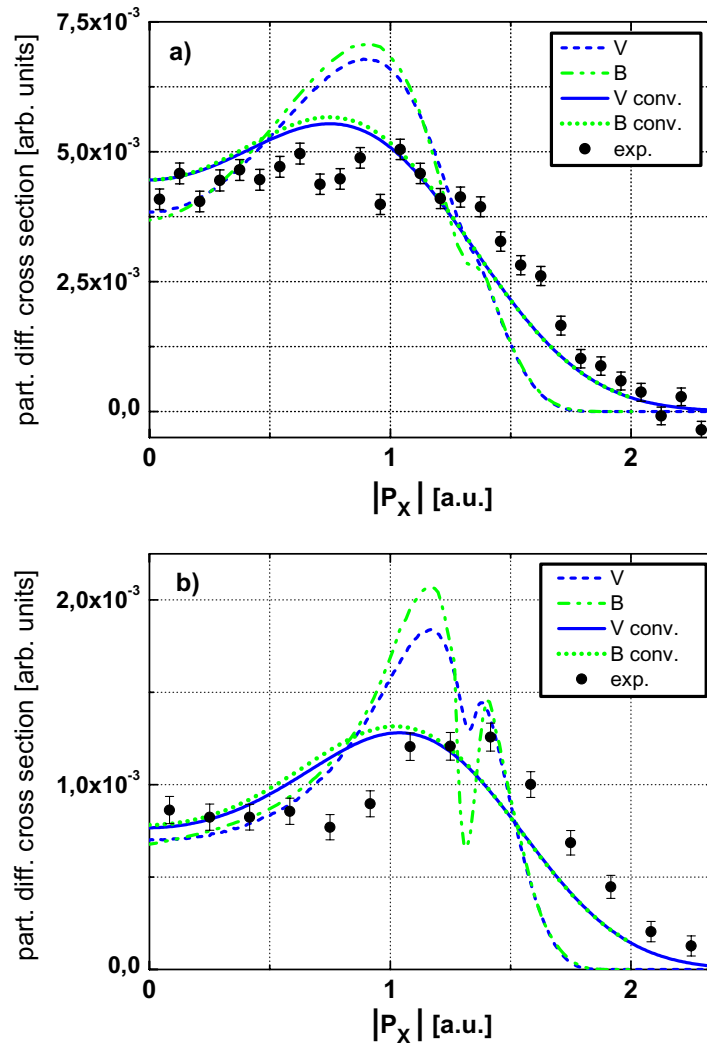 7,5x10⁻³
5,0x10⁻³
2,5x10⁻³
0,0
part. diff. cross section [arb. units]
a)
V
B
V conv.
B conv.
exp.
0
1
2
|P_X| [a.u.]
2,0x10⁻³
1,0x10⁻³
0,0
part. diff. cross section [arb. units]
b)
V
B
V conv.
B conv.
exp.
0
1
2
|P_X| [a.u.]